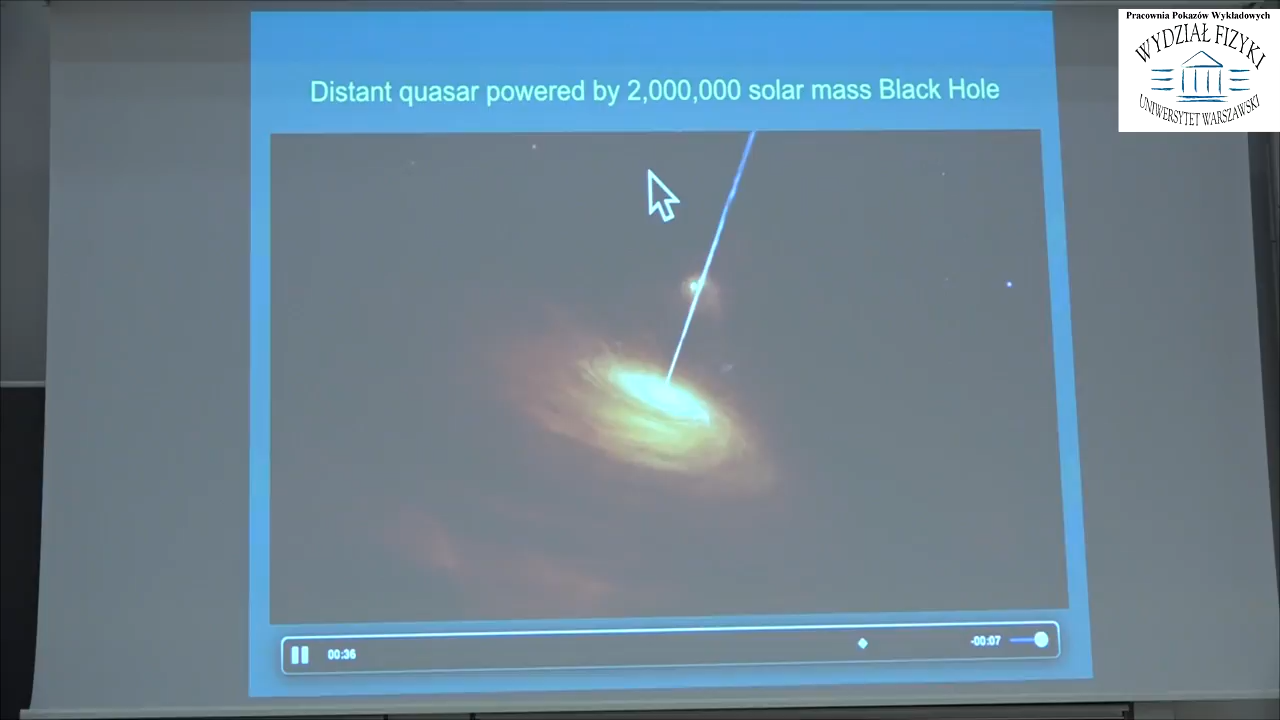 Pracownia Pokazów Wykładowych
WYDZIAŁ FIZYKI
UNIWERSYTET WARSZAWSKI
Distant quasar powered by 2,000,000 solar mass Black Hole
00:36
-00:07